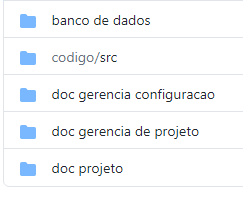 banco de dados
codigo/src
doc gerencia configuracao
doc gerencia de projeto
doc projeto